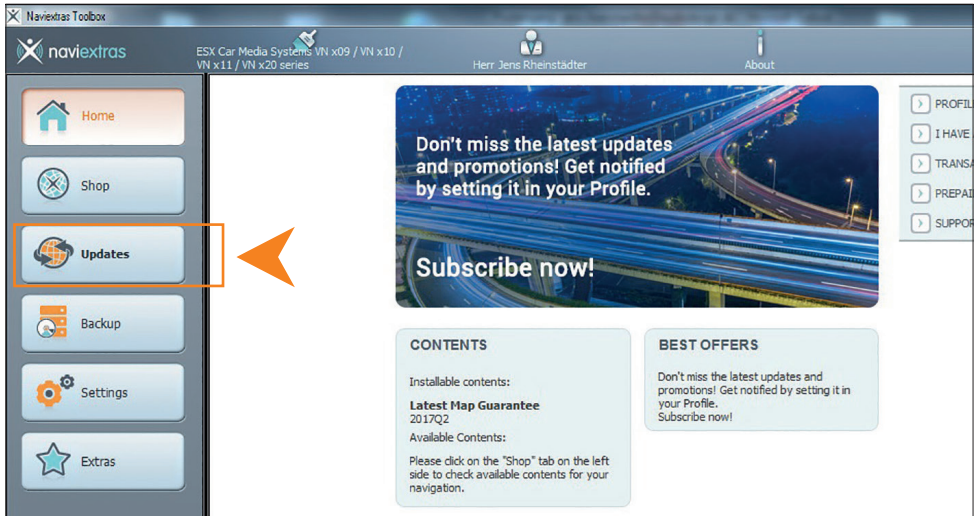 Naviextras Toolbox
naviextras
ESX Car Media Systems VN x09 / VN x10 /
VN x11 / VN x20 series
Herr Jens Rheinstädter
About
Home
Shop
Updates
Backup
Settings
Extras
Don't miss the latest updates
and promotions! Get notified
by setting it in your Profile.
Subscribe now!
CONTENTS
Installable contents:
Latest Map Guarantee
2017Q2
Available Contents:
Please click on the "Shop" tab on the left
side to check available contents for your
navigation.
BEST OFFERS
Don't miss the latest updates and
promotions! Get notified by setting it in
your Profile.
Subscribe now!
PROFIL
I HAVE
TRANSA
PREPAI
SUPPOR